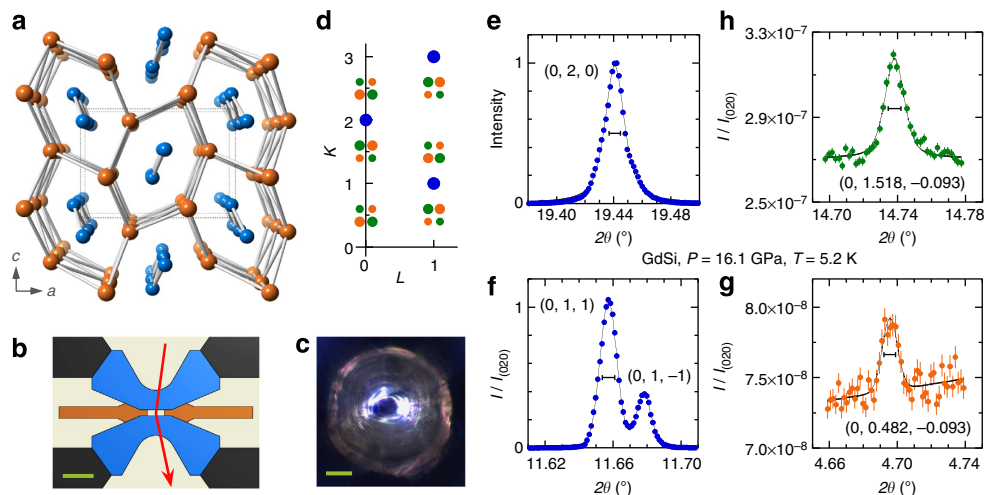 a
c
a
b
c
d
K
3
2
1
0
0
1
L
e
Intensity
1
0
(0, 2, 0)
19.40
19.44
19.48
2θ (°)
h
I / I(020)
3.3×10⁻⁷
2.9×10⁻⁷
2.5×10⁻⁷
(0, 1.518, –0.093)
14.70
14.74
14.78
2θ (°)
GdSi, P = 16.1 GPa, T = 5.2 K
f
I / I(020)
1
0
(0, 1, 1)
(0, 1, –1)
11.62
11.66
11.70
2θ (°)
g
I / I(020)
8.0×10⁻⁸
7.5×10⁻⁸
7.0×10⁻⁸
(0, 0.482, –0.093)
4.66
4.70
4.74
2θ (°)